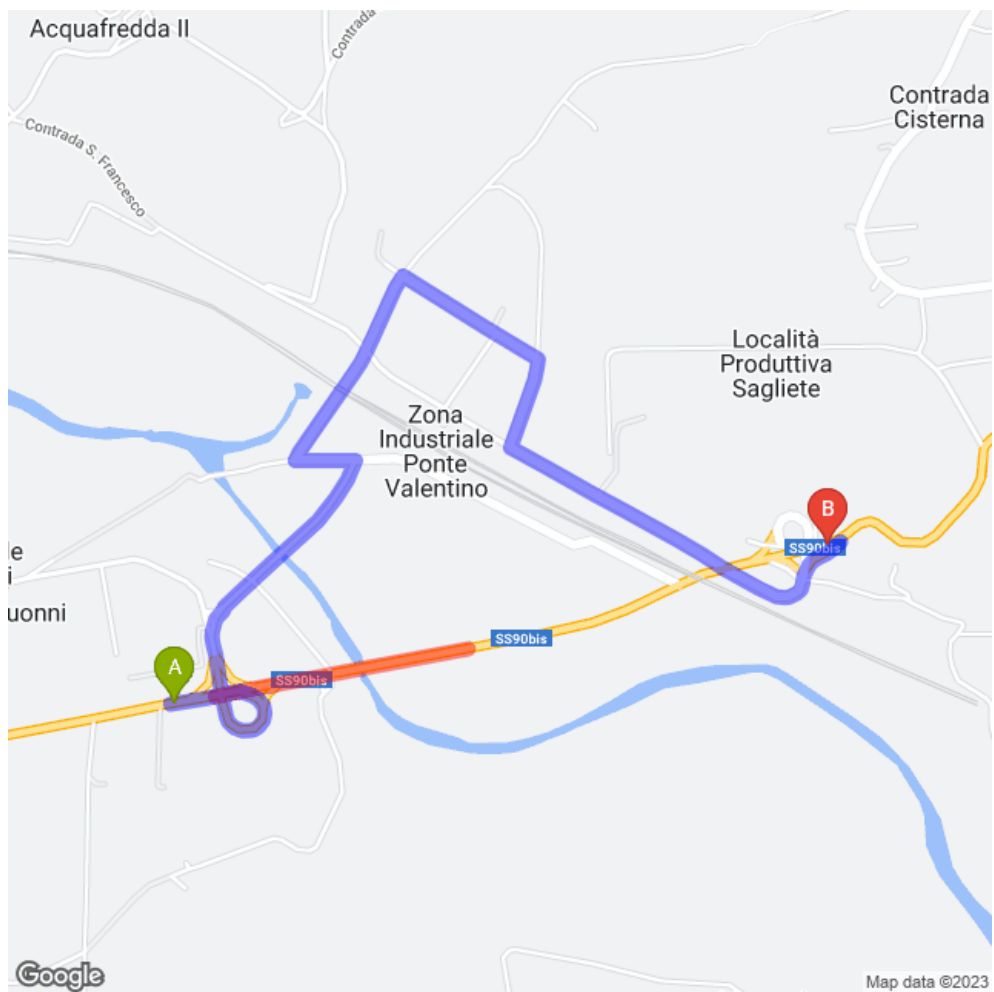 Acquafredda II
Contrada
Contrada
Cisterna
Contrada S. Francesco
Località
Produttiva
Sagliete
Zona
Industriale
Ponte
Valentino
B
SS90bis
e
i
uonni
SS90bis
A
SS90bis
Google
Map data ©2023